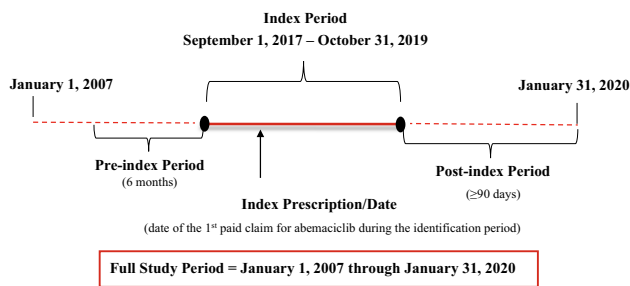 Index Period
September 1, 2017 – October 31, 2019
January 1, 2007
January 31, 2020
Pre-index Period
(6 months)
Post-index Period
(≥90 days)
Index Prescription/Date
(date of the 1st paid claim for abemaciclib during the identification period)
Full Study Period = January 1, 2007 through January 31, 2020